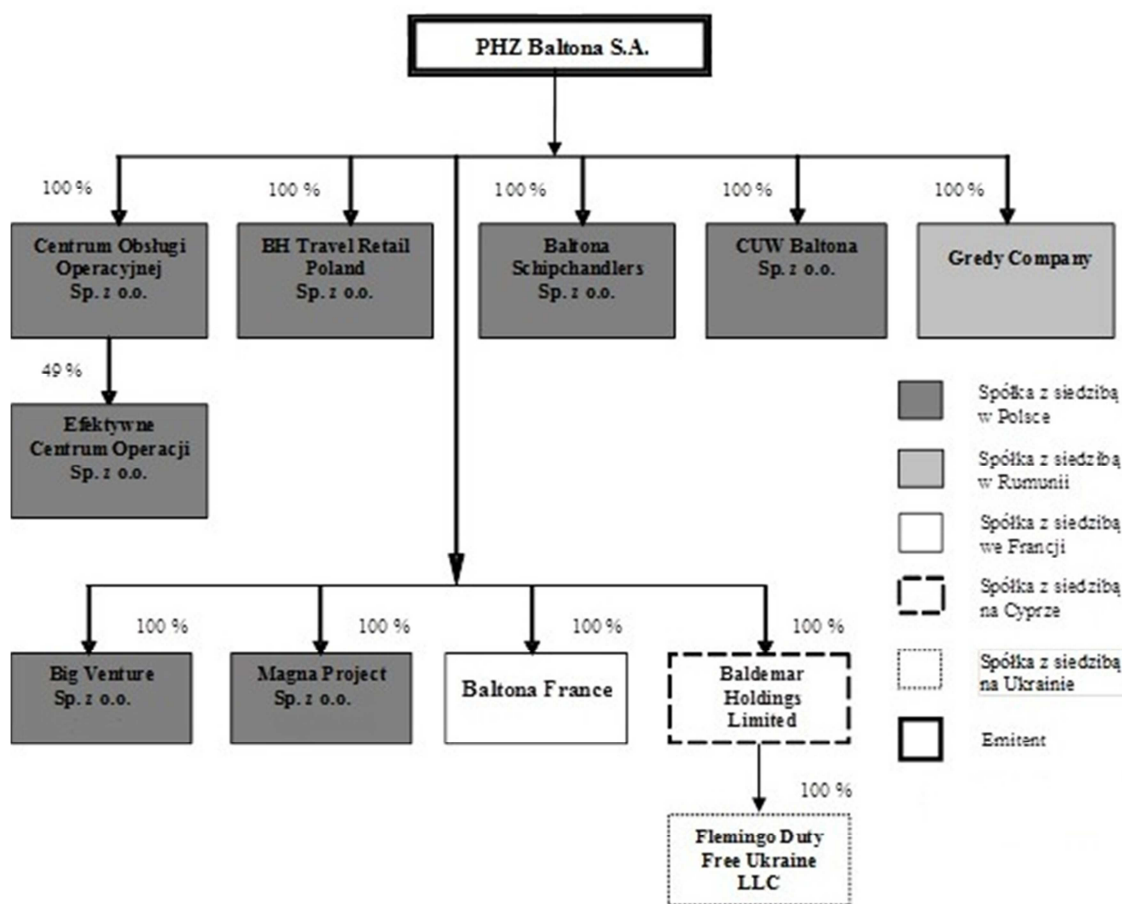 PHZ Baltona S.A.
100 %
100 %
100 %
100 %
100 %
Centrum Obsługi
Operacyjnej
Sp. z o.o.
BH Travel Retail
Poland
Sp. z o.o.
Baltona
Schipchandlers
Sp. z o.o.
CUW Baltona
Sp. z o.o.
Gredy Company
49 %
Efektywne
Centrum Operacji
Sp. z o.o.
Spółka z siedzibą
w Polsce
Spółka z siedzibą
w Rumunii
Spółka z siedzibą
we Francji
Spółka z siedzibą
na Cyprze
Spółka z siedzibą
na Ukrainie
Emitent
100 %
100 %
100 %
100 %
Big Venture
Sp. z o.o.
Magna Project
Sp. z o.o.
Baltona France
Baldemar
Holdings
Limited
100 %
Flemingo Duty
Free Ukraine
LLC